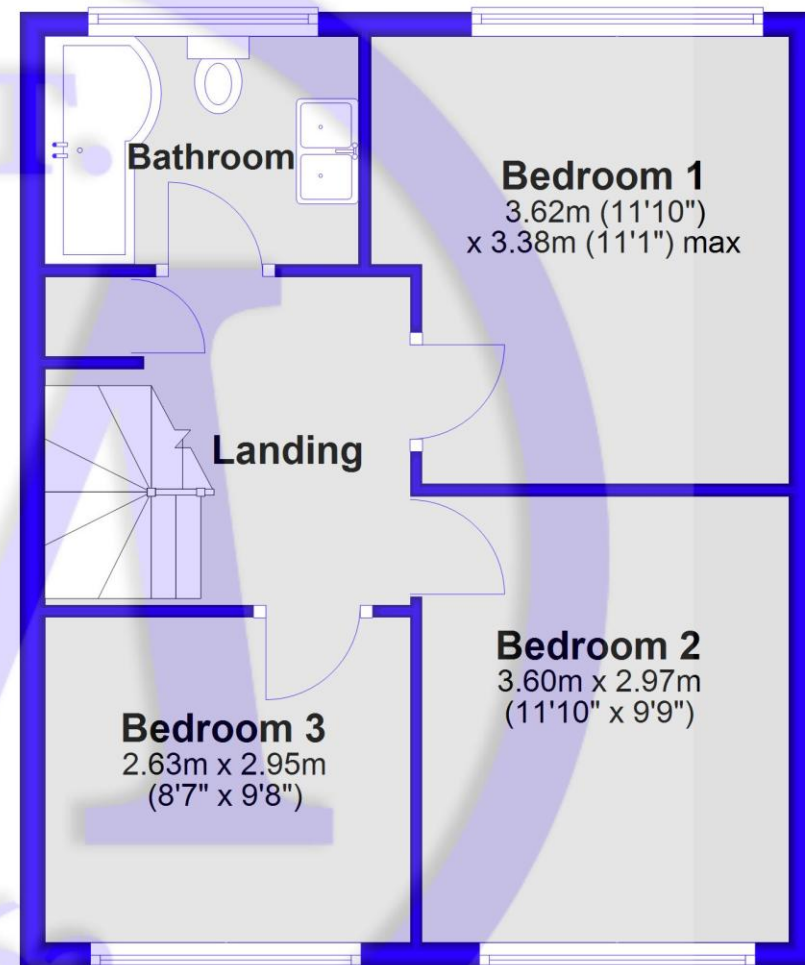 Bathroom
Bedroom 1
3.62m (11'10")
x 3.38m (11'1") max
Landing
Bedroom 2
3.60m x 2.97m
(11'10" x 9'9")
Bedroom 3
2.63m x 2.95m
(8'7" x 9'8")